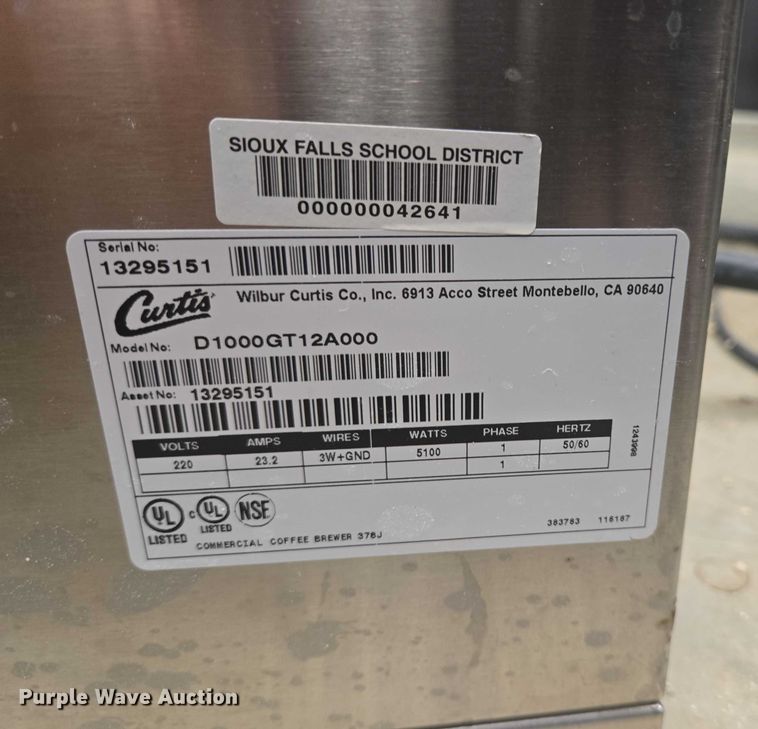 SIOUX FALLS SCHOOL DISTRICT
000000042641
Serial No:
13295151
Curtis
Wilbur Curtis Co., Inc. 6913 Acco Street Montebello, CA 90640
Model No: D1000GT12A000
Asset No: 13295151
VOLTS AMPS WIRES WATTS PHASE HERTZ
220 23.2 3W+GND 5100 1 50/60
1
1243998
UL c UL NSF
LISTED LISTED
COMMERCIAL COFFEE BREWER 378J
383783 116187
Purple Wave Auction